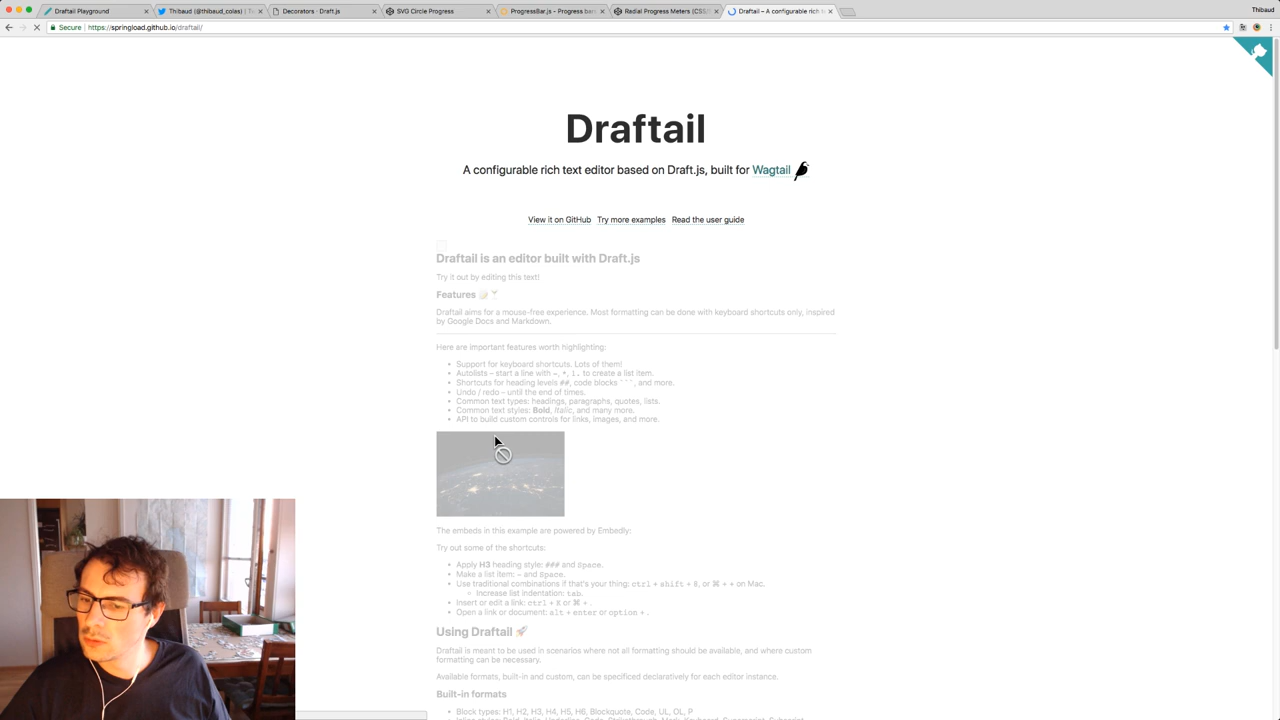 Draftail Playground
Twitter (@thibaud_colas) | Tw
Decorators · Draft.js
SVG Circle Progress
ProgressBar.js - Progress bar
Radial Progress Meters (CSS/
Draftail – A configurable rich t
Thibaud
Secure
https://springload.github.io/draftail/
Draftail
A configurable rich text editor based on Draft.js, built for Wagtail
View it on GitHub Try more examples Read the user guide
Draftail is an editor built with Draft.js
Try it out by editing this text!
Features 📝🍸
Draftail aims for a mouse-free experience. Most formatting can be done with keyboard shortcuts only, inspired
by Google Docs and Markdown.
Here are important features worth highlighting:
• Support for keyboard shortcuts. Lots of them!
• Autolists – start a line with -, *, 1. to create a list item.
• Shortcuts for heading levels ##, code blocks ```, and more.
• Undo / redo – until the end of times.
• Common text types: headings, paragraphs, quotes, lists.
• Common text styles: Bold, Italic, and many more.
• API to build custom controls for links, images, and more.
The embeds in this example are powered by Embedly:
Try out some of the shortcuts:
• Apply H3 heading style: ### and Space.
• Make a list item: - and Space.
• Use traditional combinations if that's your thing: ctrl + shift + 8, or ⌘ + + on Mac.
◦ Increase list indentation: tab.
• Insert or edit a link: ctrl + K or ⌘ + .
• Open a link or document: alt + enter or option + .
Using Draftail 🚀
Draftail is meant to be used in scenarios where not all formatting should be available, and where custom
formatting can be necessary.
Available formats, built-in and custom, can be specificed declaratively for each editor instance.
Built-in formats
• Block types: H1, H2, H3, H4, H5, H6, Blockquote, Code, UL, OL, P